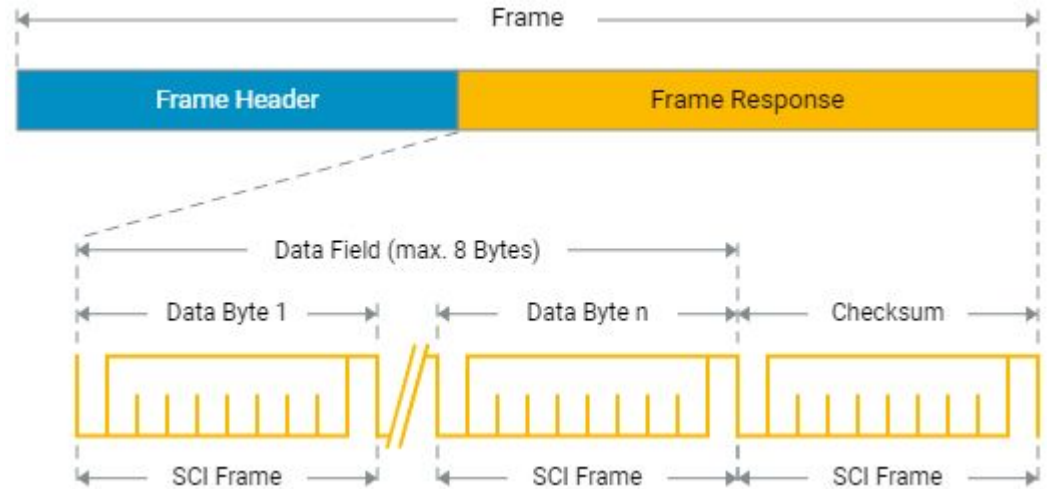 Frame
Frame Header Frame Response
Data Field (max. 8 Bytes)
Data Byte 1 Data Byte n Checksum
SCI Frame SCI Frame SCI Frame